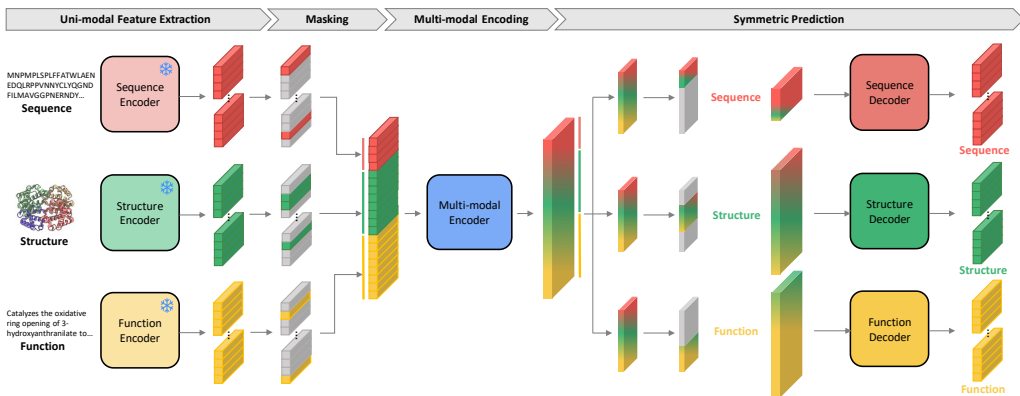 Uni-modal Feature Extraction
Masking
Multi-modal Encoding
Symmetric Prediction
MNPMPLSPLFFATWLAEN
EDQLRPPVNNYCLYQGND
FILMAVGGPNERNDY...
Sequence
Sequence
Encoder
Sequence
Sequence
Decoder
Sequence
Structure
Encoder
Structure
Multi-modal
Encoder
Structure
Structure
Decoder
Structure
Catalyzes the oxidative
ring opening of 3-
hydroxyanthranilate to...
Function
Function
Encoder
Function
Function
Decoder
Function